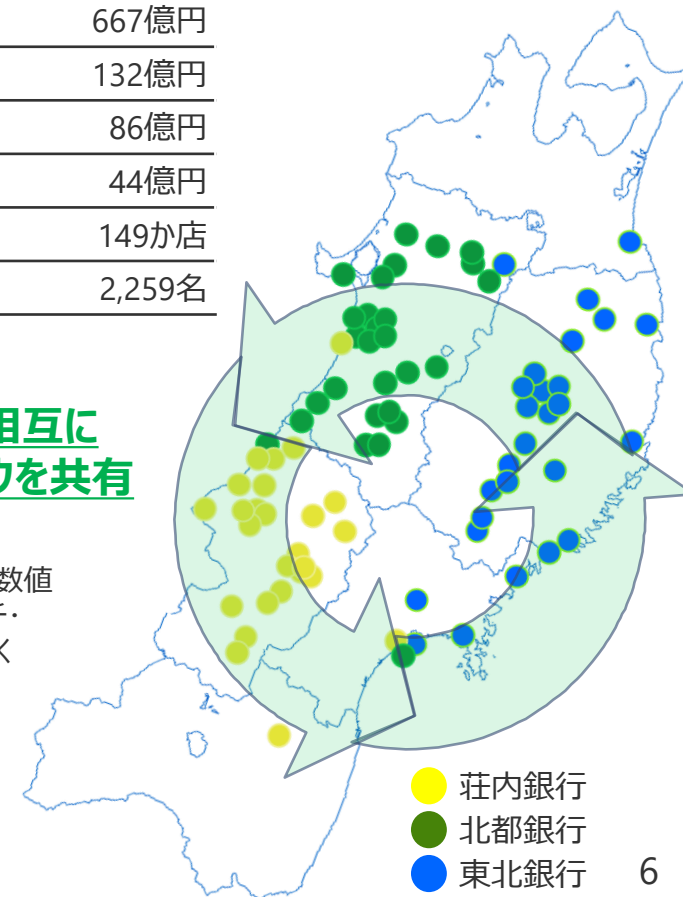 667億円
132億円
86億円
44億円
149か店
2,259名
相互に
を共有
数値
く
荘内銀行
北都銀行
東北銀行
6